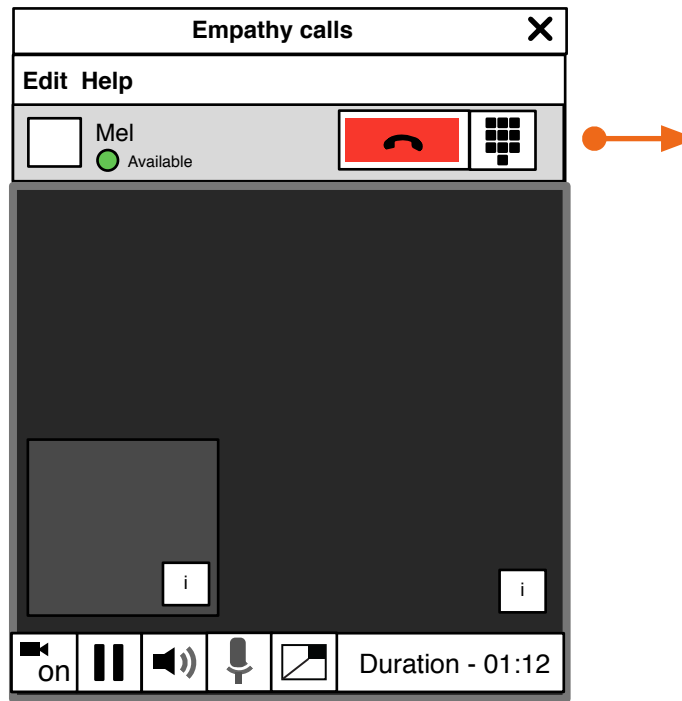 Empathy calls
Edit Help
Mel
Available
i
i
on
Duration - 01:12